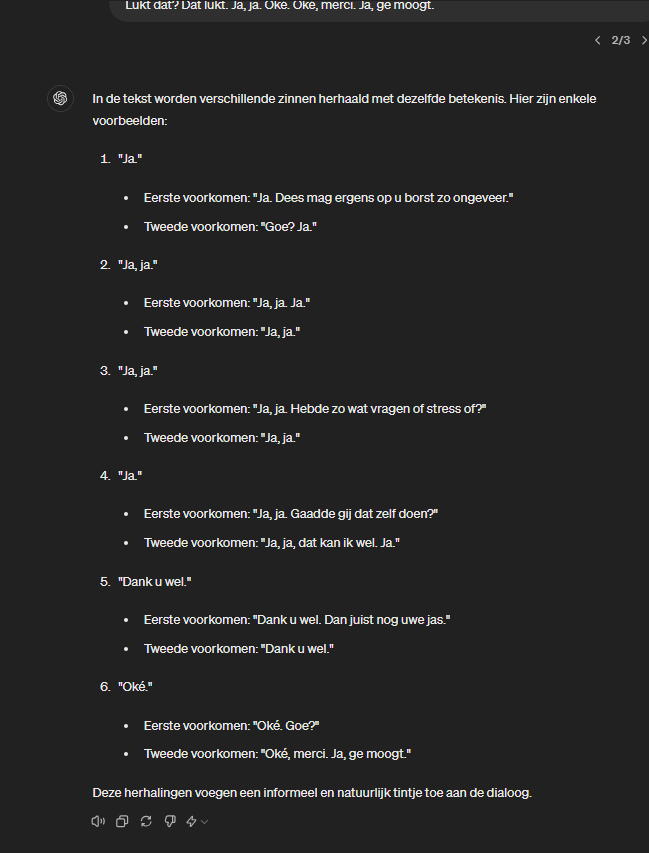 Lukt dat? Dat lukt. Ja, ja. Oké. Oké, merci. Ja, ge moogt.
2/3
In de tekst worden verschillende zinnen herhaald met dezelfde betekenis. Hier zijn enkele
voorbeelden:
1. "Ja."
• Eerste voorkomen: "Ja. Dees mag ergens op u borst zo ongeveer."
• Tweede voorkomen: "Goe? Ja."
2. "Ja, ja."
• Eerste voorkomen: "Ja, ja. Ja."
• Tweede voorkomen: "Ja, ja."
3. "Ja, ja."
• Eerste voorkomen: "Ja, ja. Hebde zo wat vragen of stress of?"
• Tweede voorkomen: "Ja, ja."
4. "Ja."
• Eerste voorkomen: "Ja, ja. Gaadde gij dat zelf doen?"
• Tweede voorkomen: "Ja, ja, dat kan ik wel. Ja."
5. "Dank u wel."
• Eerste voorkomen: "Dank u wel. Dan juist nog uwe jas."
• Tweede voorkomen: "Dank u wel."
6. "Oké."
• Eerste voorkomen: "Oké. Goe?"
• Tweede voorkomen: "Oké, merci. Ja, ge moogt."
Deze herhalingen voegen een informeel en natuurlijk tintje toe aan de dialoog.